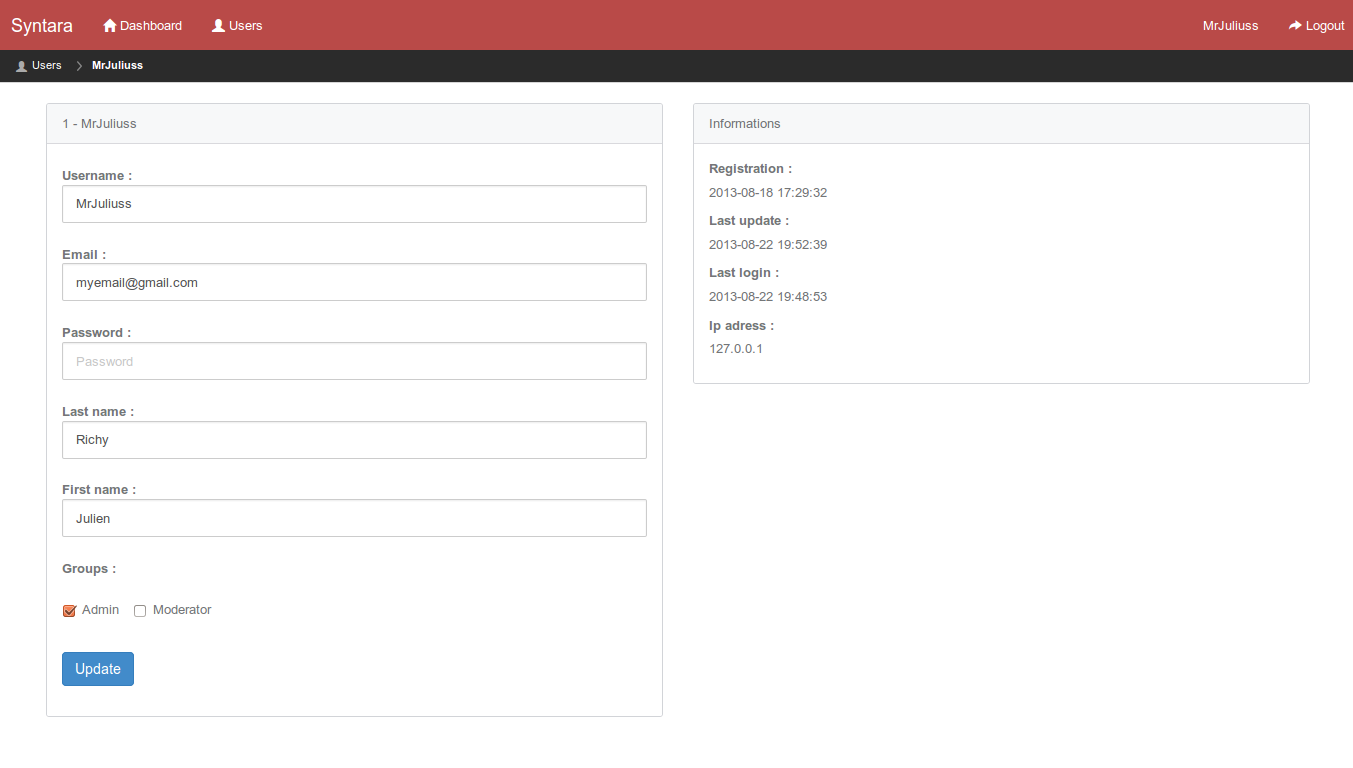 Syntara Dashboard Users MrJuliuss Logout
Users MrJuliuss
1 - MrJuliuss
Username :
MrJuliuss
Email :
myemail@gmail.com
Password :
Password
Last name :
Richy
First name :
Julien
Groups :
Admin Moderator
Update
Informations
Registration :
2013-08-18 17:29:32
Last update :
2013-08-22 19:52:39
Last login :
2013-08-22 19:48:53
Ip adress :
127.0.0.1